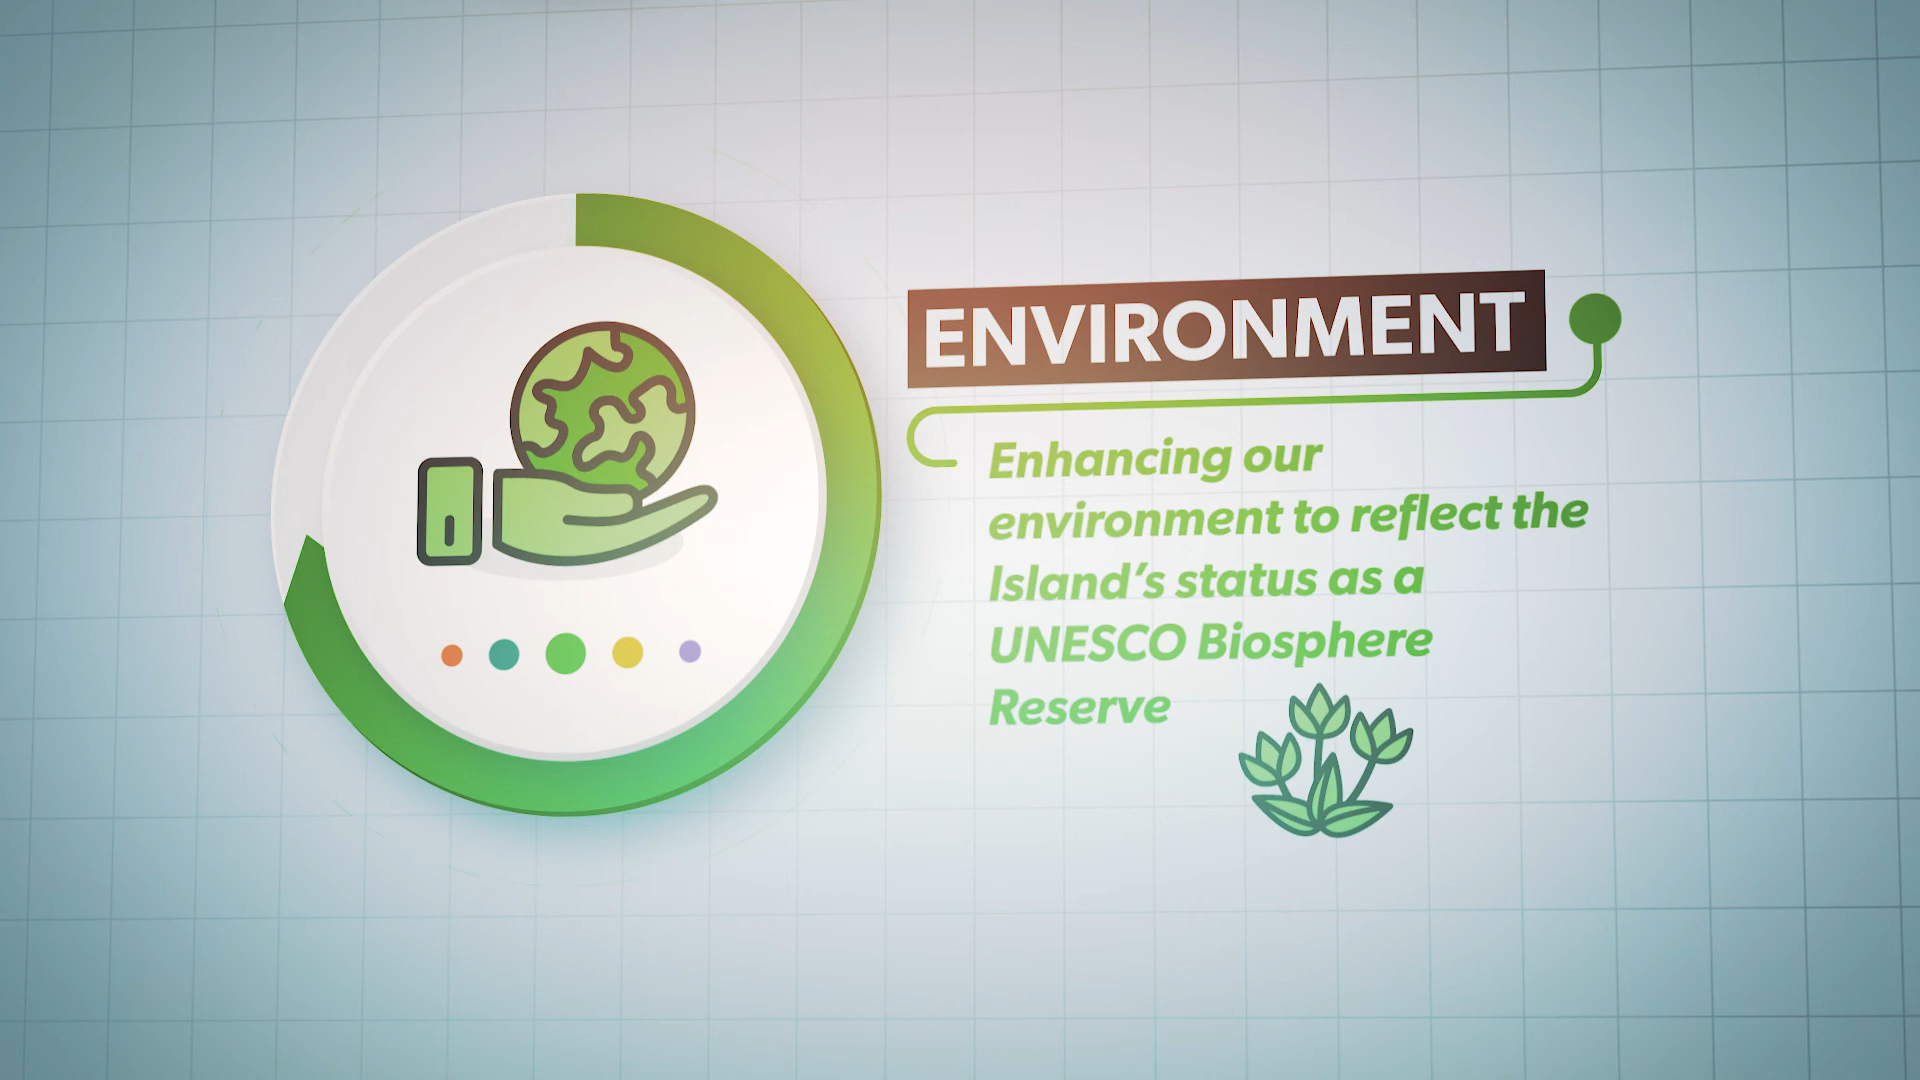 ENVIRONMENT
Enhancing our
environment to reflect the
Island’s status as a
UNESCO Biosphere
Reserve